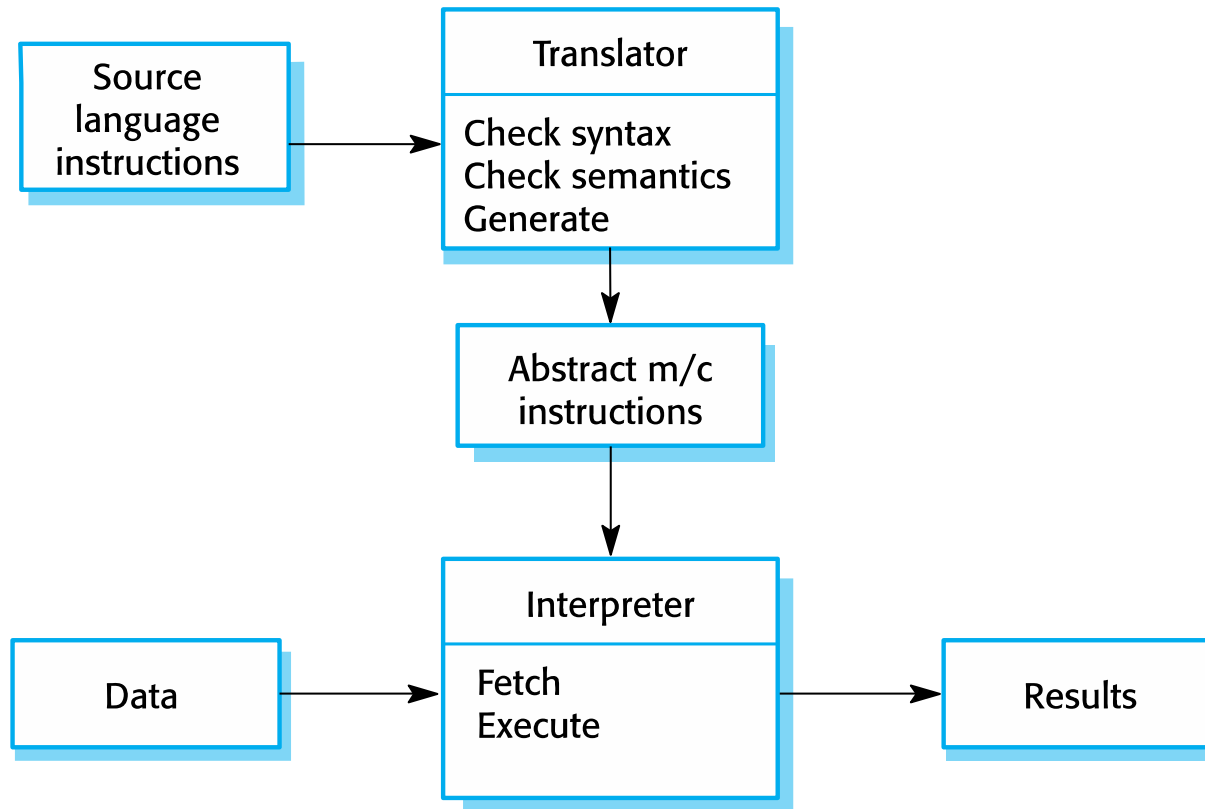 Source
language
instructions
Translator
Check syntax
Check semantics
Generate
Abstract m/c
instructions
Interpreter
Fetch
Execute
Data
Results